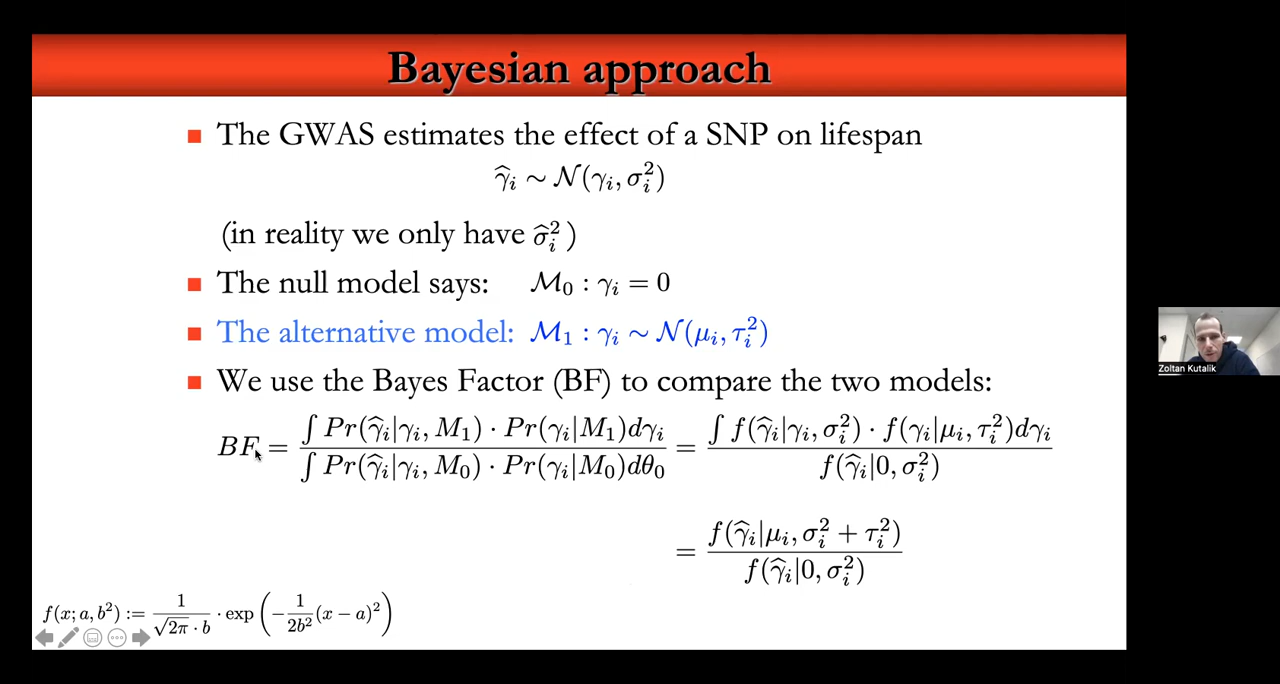 Bayesian approach
The GWAS estimates the effect of a SNP on lifespan
γ̂ᵢ ~ 𝒩(γᵢ, σᵢ²)
(in reality we only have σ̂ᵢ² )
The null model says: ℳ₀ : γᵢ = 0
The alternative model: ℳ₁ : γᵢ ~ 𝒩(μᵢ, τᵢ²)
We use the Bayes Factor (BF) to compare the two models:
BF = ∫ Pr(γ̂ᵢ|γᵢ, M₁) · Pr(γᵢ|M₁)dγᵢ / ∫ Pr(γ̂ᵢ|γᵢ, M₀) · Pr(γᵢ|M₀)dθ₀ = ∫ f(γ̂ᵢ|γᵢ, σᵢ²) · f(γᵢ|μᵢ, τᵢ²)dγᵢ / f(γ̂ᵢ|0, σᵢ²)
= f(γ̂ᵢ|μᵢ, σᵢ² + τᵢ²) / f(γ̂ᵢ|0, σᵢ²)
f(x; a, b²) := 1 / √2π · b · exp (−1 / 2b² (x − a)²)
Zoltan Kutalik